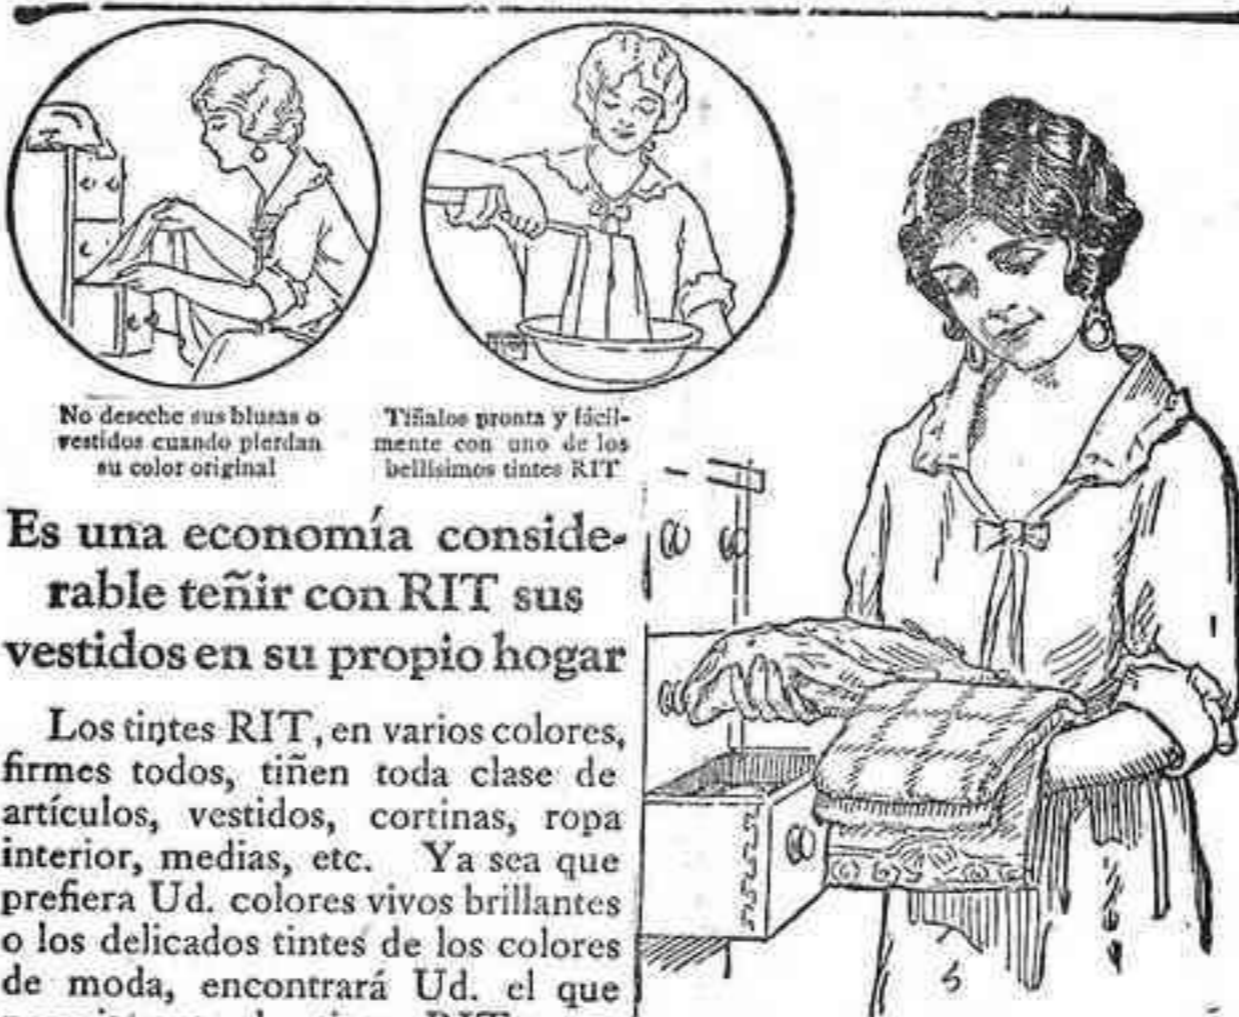 No deseche sus blusas o
vestidos cuando pierdan
su color original
Tíñalos pronta y fácil-
mente con uno de los
bellísimos tintes RIT
Es una economía conside-
rable teñir con RIT sus
vestidos en su propio hogar
Los tintes RIT, en varios colores,
firmes todos, tiñen toda clase de
artículos, vestidos, cortinas, ropa
interior, medias, etc. Ya sea que
prefiera Ud. colores vivos brillantes
o los delicados tintes de los colores
de moda, encontrará Ud. el que